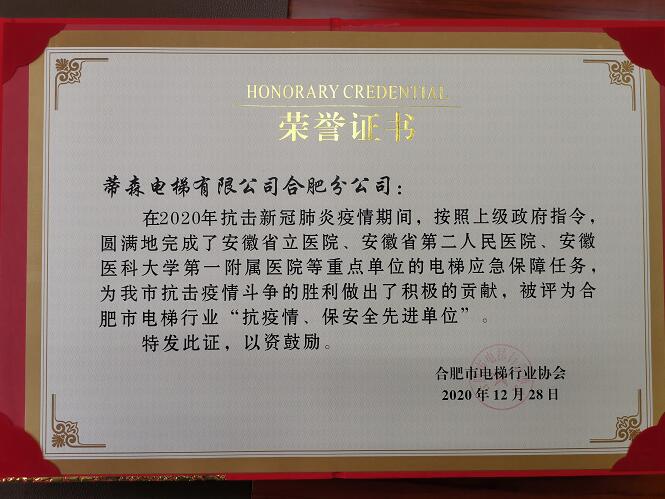 HONORARY CREDENTIAL
荣誉证书
蒂森电梯有限公司合肥分公司：
在2020年抗击新冠肺炎疫情期间，按照上级政府指令，
圆满地完成了安徽省立医院、安徽省第二人民医院、安徽
医科大学第一附属医院等重点单位的电梯应急保障任务，
为我市抗击疫情斗争的胜利做出了积极的贡献，被评为合
肥市电梯行业“抗疫情、保安全先进单位”。
特发此证，以资鼓励。
合肥市电梯行业协会
2020年12月28日